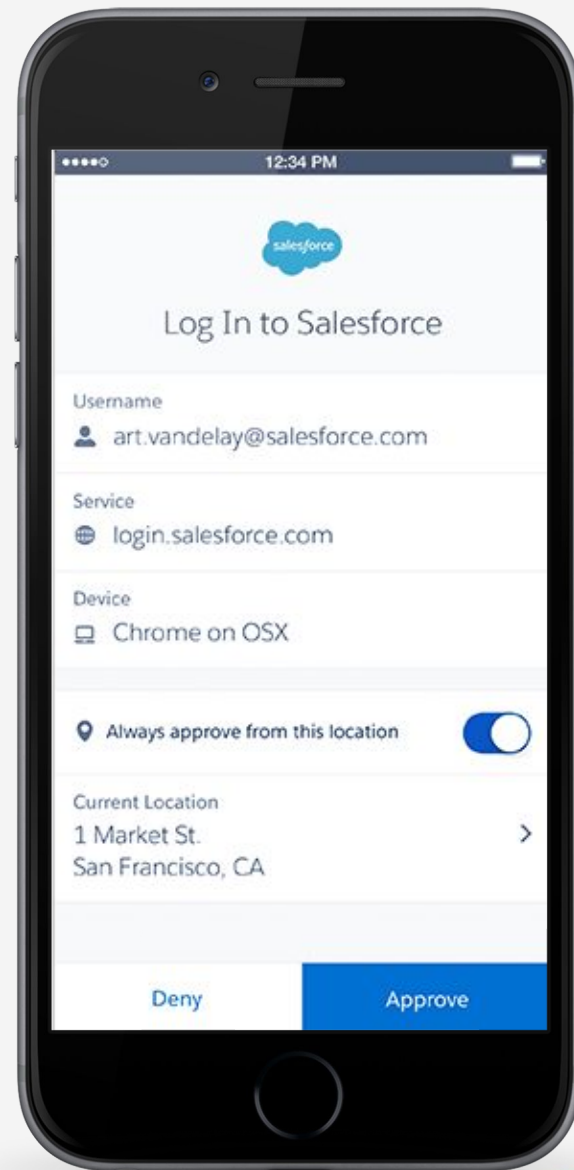 12:34 PM
salesforce
Log In to Salesforce
Username
art.vandelay@salesforce.com
Service
login.salesforce.com
Device
Chrome on OSX
Always approve from this location
Current Location
1 Market St.
San Francisco, CA
Deny
Approve